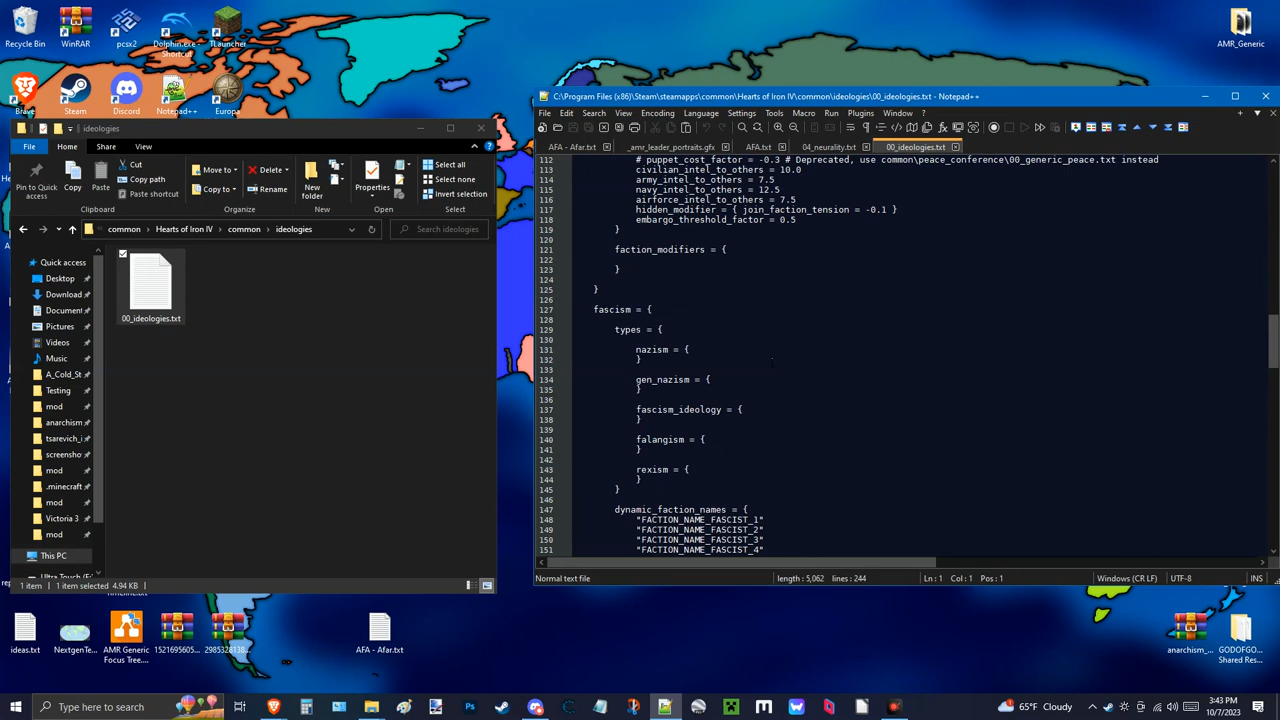 Recycle Bin
WinRAR
pcsx2
Dolphin.exe - Shortcut
TLauncher
AMR_Generic
Brave
Steam
Discord
Notepad++
Europa
ideologies
File
Home
Share
View
Pin to Quick access
Copy
Paste
Cut
Copy path
Paste shortcut
Clipboard
Move to
Copy to
Delete
Rename
Organize
New folder
New
Properties
Open
Select all
Select none
Invert selection
Select
common
Hearts of Iron IV
common
ideologies
Search ideologies
Quick access
Desktop
Download
Document
Pictures
Videos
Music
A_Cold_St
Testing
mod
anarchism
tsarevich_i
screensho
mod
.minecraft
mod
Victoria 3
mod
This PC
00_ideologies.txt
1 item
1 item selected 4.94 KB
C:\Program Files (x86)\Steam\steamapps\common\Hearts of Iron IV\common\ideologies\00_ideologies.txt - Notepad++
File Edit Search View Encoding Language Settings Tools Macro Run Plugins Window ?
AFA - Afar.txt
_amr_leader_portraits.gfx
AFA.txt
04_neurality.txt
00_ideologies.txt
112 # puppet_cost_factor = -0.3 # Deprecated, use common\peace_conference\00_generic_peace.txt instead
113 civilian_intel_to_others = 10.0
114 army_intel_to_others = 7.5
115 navy_intel_to_others = 12.5
116 airforce_intel_to_others = 7.5
117 hidden_modifier = { join_faction_tension = -0.1 }
118 embargo_threshold_factor = 0.5
119 }
120
121 faction_modifiers = {
122
123 }
124
125 }
126
127 fascism = {
128
129 types = {
130
131 nazism = {
132 }
133
134 gen_nazism = {
135 }
136
137 fascism_ideology = {
138 }
139
140 falangism = {
141 }
142
143 rexism = {
144 }
145 }
146
147 dynamic_faction_names = {
148 "FACTION_NAME_FASCIST_1"
149 "FACTION_NAME_FASCIST_2"
150 "FACTION_NAME_FASCIST_3"
151 "FACTION_NAME_FASCIST_4"
Normal text file
length : 5,062 lines : 244
Ln : 1 Col : 1 Pos : 1
Windows (CR LF)
UTF-8
INS
ideas.txt
NextgenTe...
AMR Generic Focus Tree....
1521695605...
2985328138...
AFA - Afar.txt
anarchism_...
GODOFGO... Shared Res...
Type here to search
65°F Cloudy
3:43 PM
10/7/2023